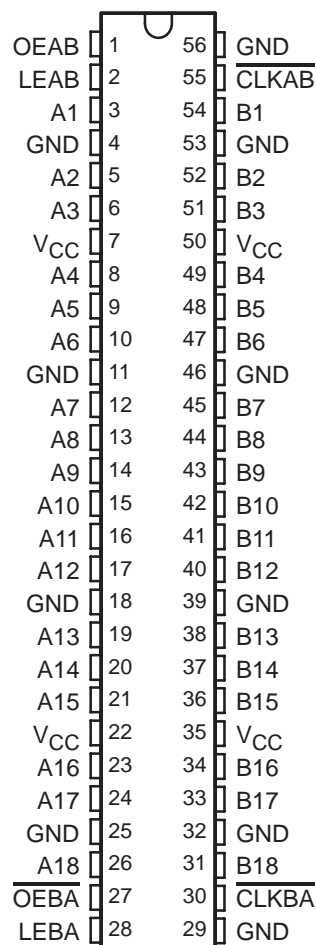 OEAB 1 56 GND
LEAB 2 55 CLKAB
A1 3 54 B1
GND 4 53 GND
A2 5 52 B2
A3 6 51 B3
VCC 7 50 VCC
A4 8 49 B4
A5 9 48 B5
A6 10 47 B6
GND 11 46 GND
A7 12 45 B7
A8 13 44 B8
A9 14 43 B9
A10 15 42 B10
A11 16 41 B11
A12 17 40 B12
GND 18 39 GND
A13 19 38 B13
A14 20 37 B14
A15 21 36 B15
VCC 22 35 VCC
A16 23 34 B16
A17 24 33 B17
GND 25 32 GND
A18 26 31 B18
OEBA 27 30 CLKBA
LEBA 28 29 GND